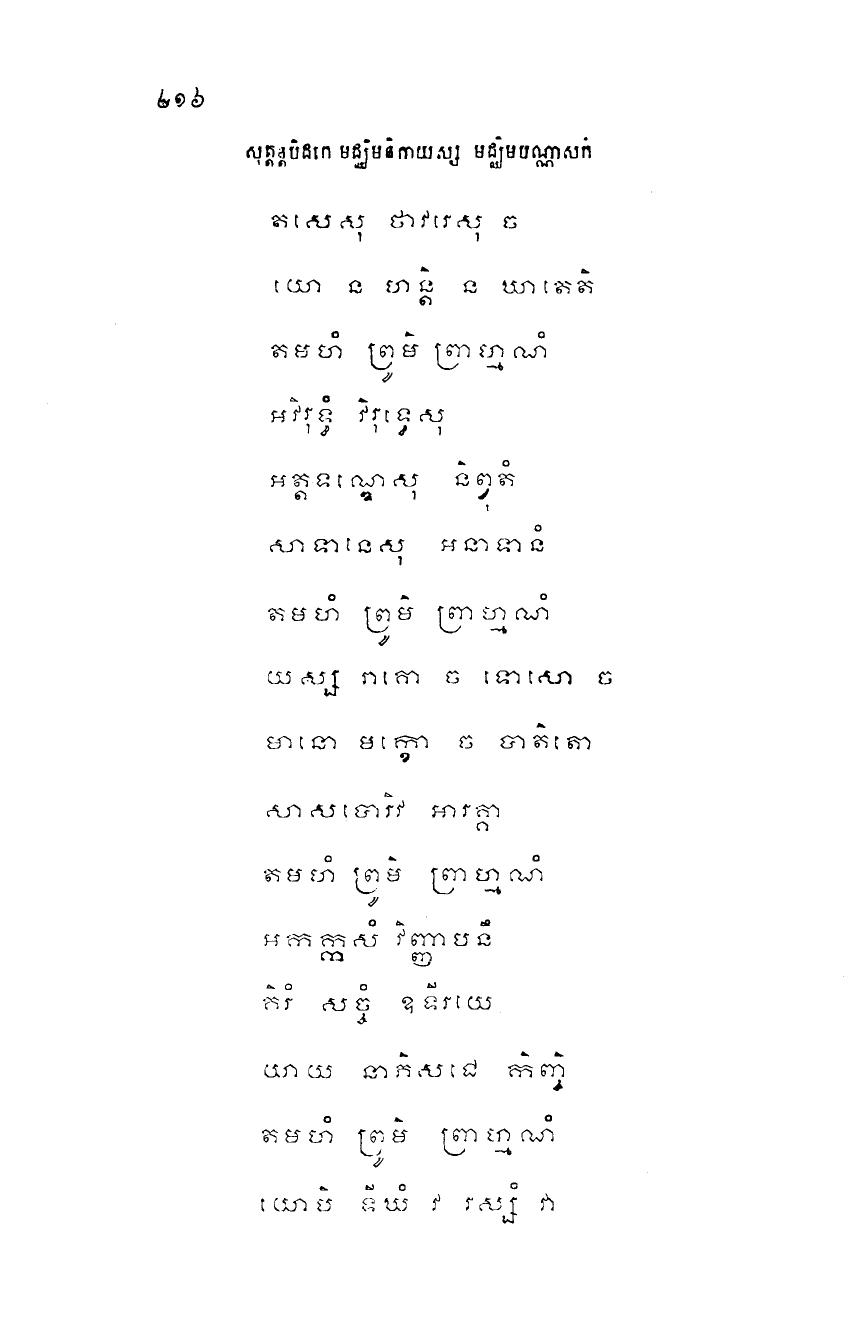 ២១៦
សុត្តន្តបិដកេ មជ្ឈិមនិកាយស្ស មជ្ឈិមបណ្ណាសកំ
តសេសុ ថាវរេសុ ច
យោ ន ហន្តិ ន ឃាតេតិ
តមហំ ព្រូមិ ព្រាហ្មណំ
អវិរុទ្ធំ វិរុទ្ធេសុ
អត្តទណ្ឌេសុ និព្វុតំ
សាទានេសុ អនាទានំ
តមហំ ព្រូមិ ព្រាហ្មណំ
យស្ស រាគោ ច ទោសោ ច
មានោ មក្ខោ ច បាតិតោ
សាសបោរិវ អារគ្គា
តមហំ ព្រូមិ ព្រាហ្មណំ
អកក្កសំ វិញ្ញាបនឹ
គិរំ សច្ចំ ឧទីរយេ
យាយ នាភិសជេ កិញ្ចិ
តមហំ ព្រូមិ ព្រាហ្មណំ
យោបិ ទីឃំ វ រស្សំ វា